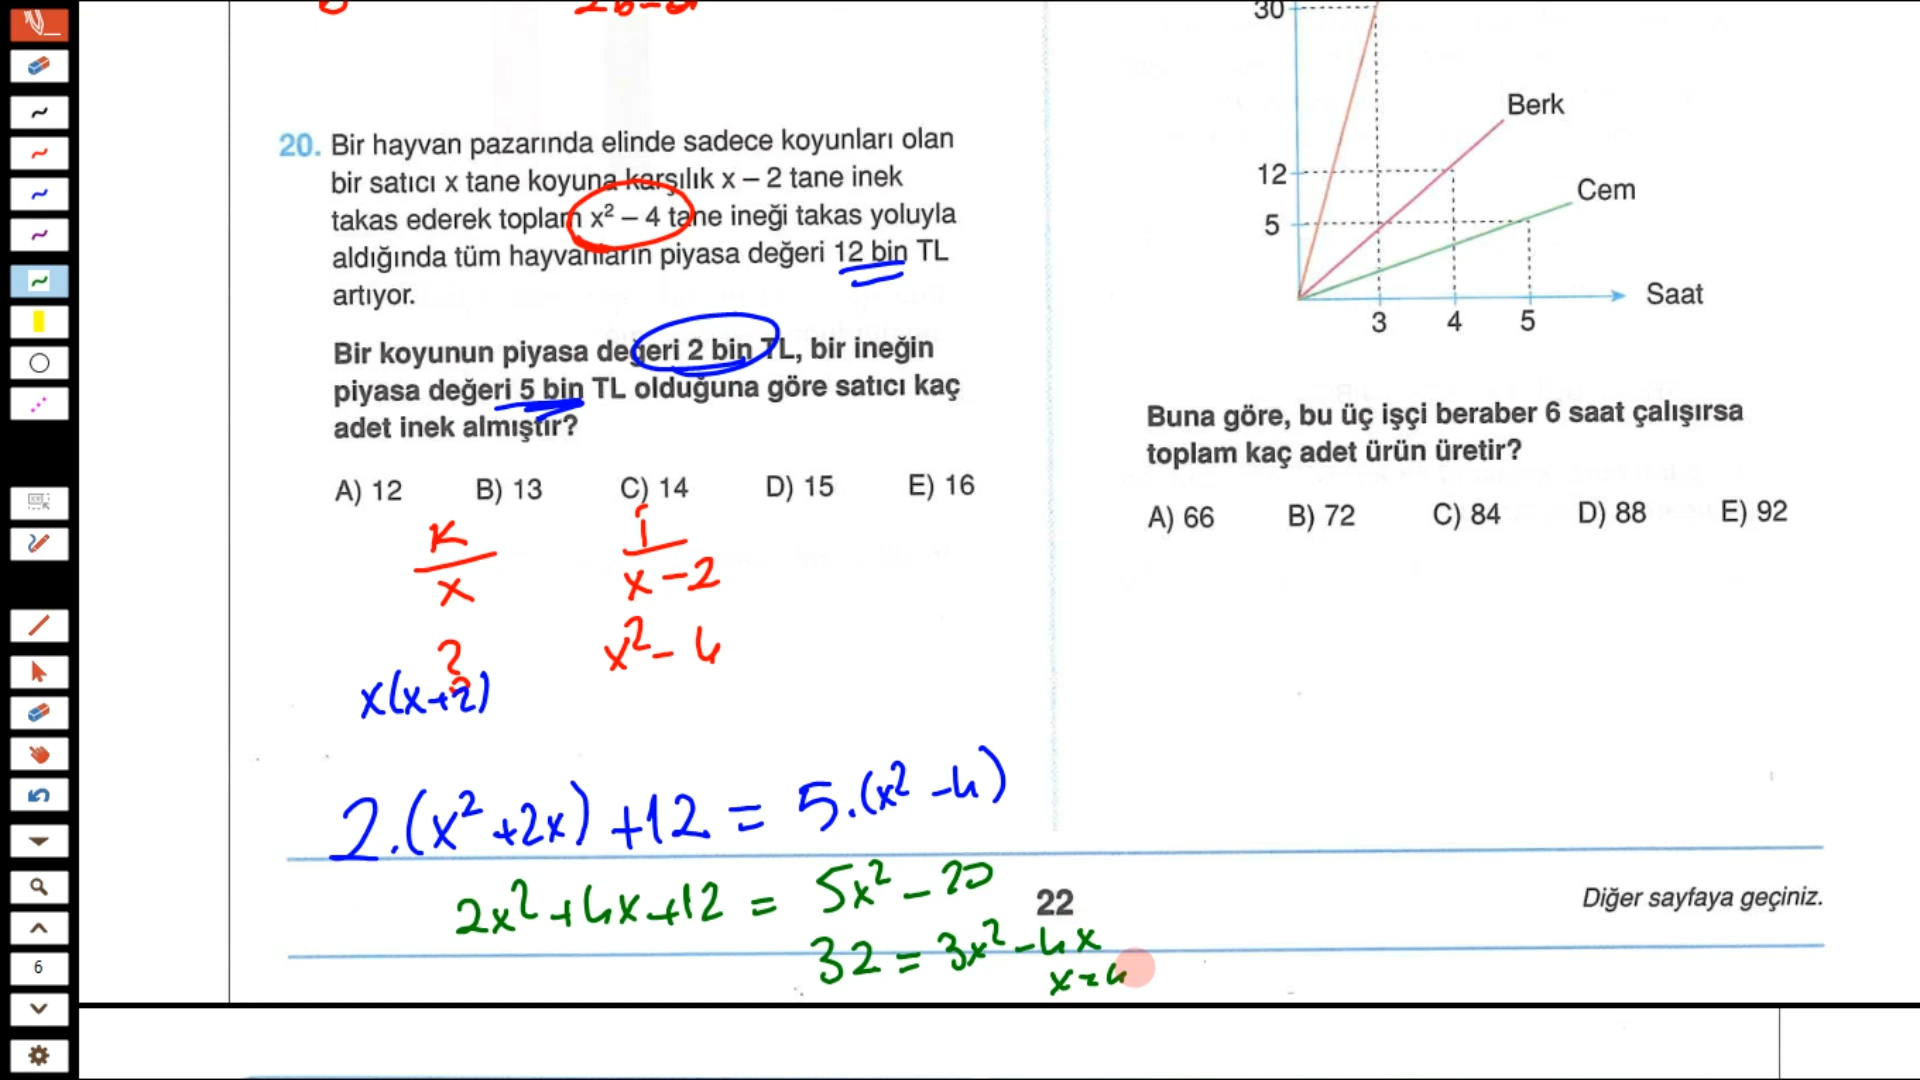 20. Bir hayvan pazarında elinde sadece koyunları olan
bir satıcı x tane koyuna karşılık x – 2 tane inek
takas ederek toplam x² – 4 tane ineği takas yoluyla
aldığında tüm hayvanların piyasa değeri 12 bin TL
artıyor.
Bir koyunun piyasa değeri 2 bin TL, bir ineğin
piyasa değeri 5 bin TL olduğuna göre satıcı kaç
adet inek almıştır?
A) 12 B) 13 C) 14 D) 15 E) 16
K İ
x x-2
? x²-4
x(x+2)
2.(x²+2x)+12 = 5.(x²-4)
2x²+4x+12 = 5x²-20
32 = 3x²-4x
x=4
30
Berk
12
Cem
5
Saat
3 4 5
Buna göre, bu üç işçi beraber 6 saat çalışırsa
toplam kaç adet ürün üretir?
A) 66 B) 72 C) 84 D) 88 E) 92
22
Diğer sayfaya geçiniz.
6